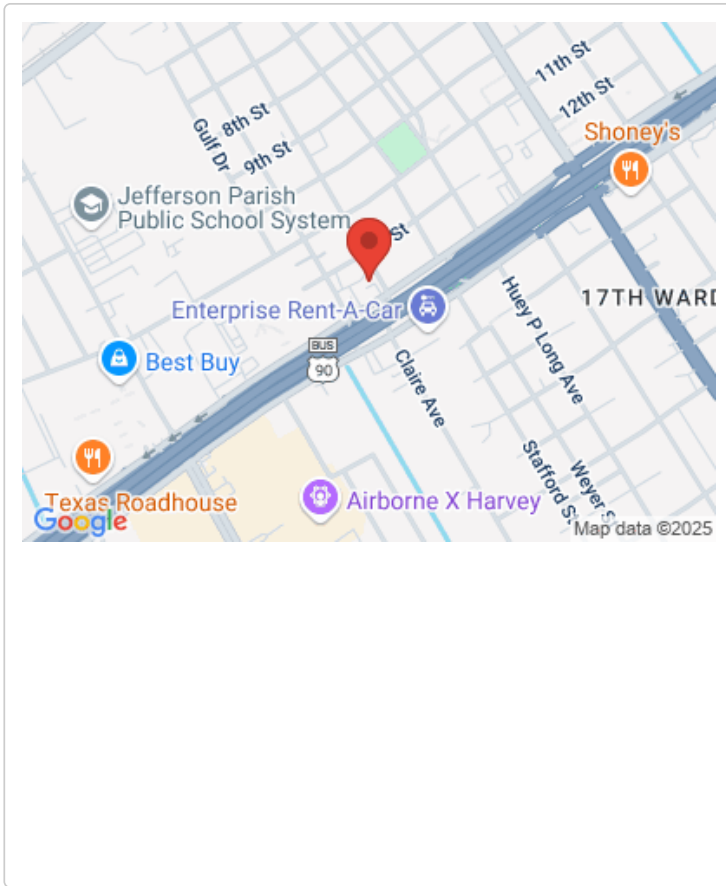 11th St
12th St
8th St
Gulf Dr
9th St
Shoney's
Jefferson Parish
Public School System
St
17TH WARD
Enterprise Rent-A-Car
Huey P Long Ave
BUS
90
Best Buy
Claire Ave
Stafford St
Weyer S
Texas Roadhouse
Airborne X Harvey
Google
Map data ©2025